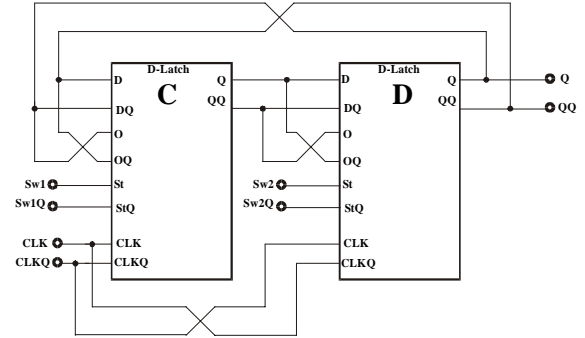 D-Latch
C
D
DQ
O
OQ
St
StQ
CLK
CLKQ
Q
QQ
D-Latch
D
D
DQ
O
OQ
St
StQ
CLK
CLKQ
Q
QQ
Q
QQ
Sw1
Sw1Q
CLK
CLKQ
Sw2
Sw2Q